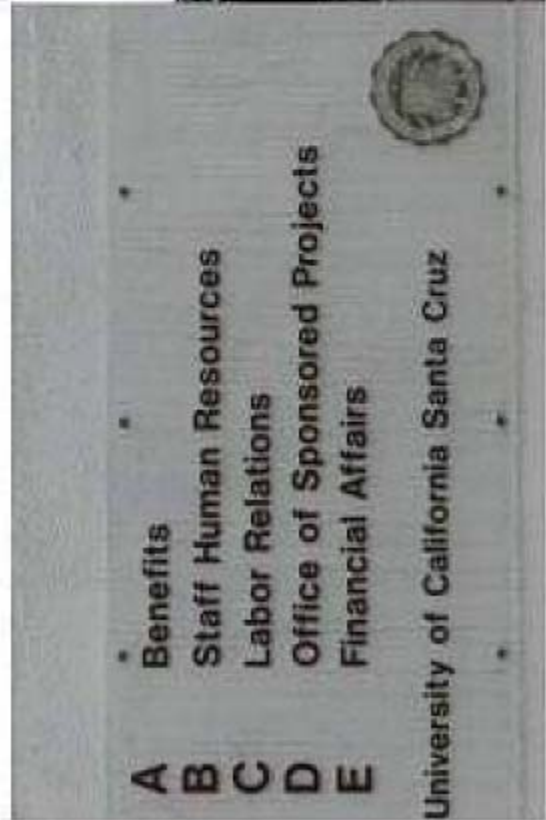 A Benefits
B Staff Human Resources
C Labor Relations
D Office of Sponsored Projects
E Financial Affairs
University of California Santa Cruz